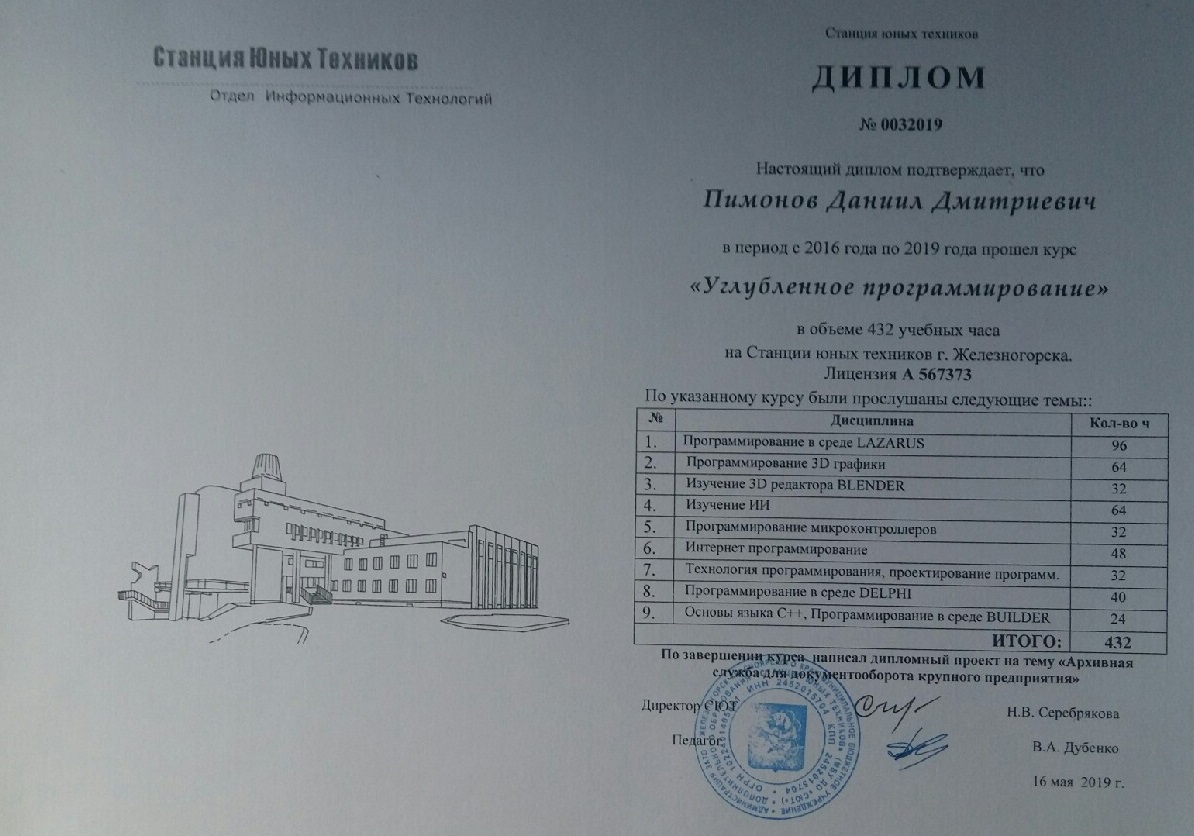 Станция Юных Техников
Отдел Информационных Технологий
Станция юных техников
ДИПЛОМ
№ 0032019
Настоящий диплом подтверждает, что
Пимонов Даниил Дмитриевич
в период с 2016 года по 2019 года прошел курс
«Углубленное программирование»
в объеме 432 учебных часа
на Станции юных техников г. Железногорска.
Лицензия А 567373
По указанному курсу были прослушаны следующие темы::
№ Дисциплина Кол-во ч
1. Программирование в среде LAZARUS 96
2. Программирование 3D графики 64
3. Изучение 3D редактора BLENDER 32
4. Изучение ИИ 64
5. Программирование микроконтроллеров 32
6. Интернет программирование 48
7. Технология программирования, проектирование программ. 32
8. Программирование в среде DELPHI 40
9. Основы языка С++, Программирование в среде BUILDER 24
ИТОГО: 432
По завершении курса написал дипломный проект на тему «Архивная
служба для документооборота крупного предприятия»
Директор СЮТ Н.В. Серебрякова
Педагог В.А. Дубенко
16 мая 2019 г.